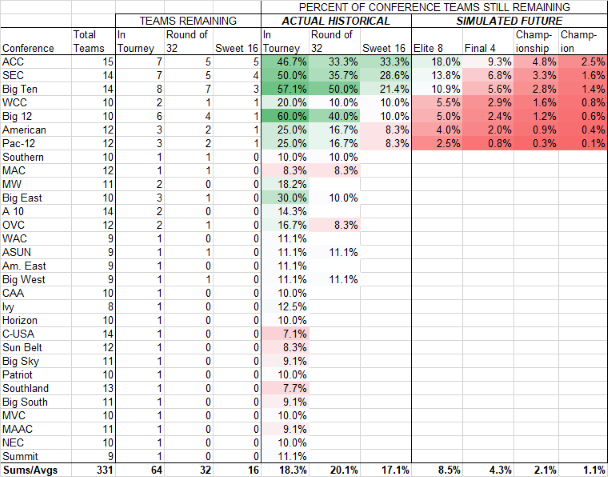 PERCENT OF CONFERENCE TEAMS STILL REMAINING
TEAMS REMAINING ACTUAL HISTORICAL SIMULATED FUTURE
Total In Round of In Round of Champ- Champ-
Conference Teams Tourney 32 Sweet 16 Tourney 32 Sweet 16 Elite 8 Final 4 ionship ion
ACC 15 7 5 5 46.7% 33.3% 33.3% 18.0% 9.3% 4.8% 2.5%
SEC 14 7 5 4 50.0% 35.7% 28.6% 13.8% 6.8% 3.3% 1.6%
Big Ten 14 8 7 3 57.1% 50.0% 21.4% 10.9% 5.6% 2.8% 1.4%
WCC 10 2 1 1 20.0% 10.0% 10.0% 5.5% 2.9% 1.6% 0.8%
Big 12 10 6 4 1 60.0% 40.0% 10.0% 5.0% 2.4% 1.2% 0.6%
American 12 3 2 1 25.0% 16.7% 8.3% 4.0% 2.0% 0.9% 0.4%
Pac-12 12 3 2 1 25.0% 16.7% 8.3% 2.5% 0.8% 0.3% 0.1%
Southern 10 1 1 0 10.0% 10.0%
MAC 12 1 1 0 8.3% 8.3%
MW 11 2 0 0 18.2%
Big East 10 3 1 0 30.0% 10.0%
A 10 14 2 0 0 14.3%
OVC 12 2 1 0 16.7% 8.3%
WAC 9 1 0 0 11.1%
ASUN 9 1 1 0 11.1% 11.1%
Am. East 9 1 0 0 11.1%
Big West 9 1 1 0 11.1% 11.1%
CAA 10 1 0 0 10.0%
Ivy 8 1 0 0 12.5%
Horizon 10 1 0 0 10.0%
C-USA 14 1 0 0 7.1%
Sun Belt 12 1 0 0 8.3%
Big Sky 11 1 0 0 9.1%
Patriot 10 1 0 0 10.0%
Southland 13 1 0 0 7.7%
Big South 11 1 0 0 9.1%
MVC 10 1 0 0 10.0%
MAAC 11 1 0 0 9.1%
NEC 10 1 0 0 10.0%
Summit 9 1 0 0 11.1%
Sums/Avgs 331 64 32 16 18.3% 20.1% 17.1% 8.5% 4.3% 2.1% 1.1%